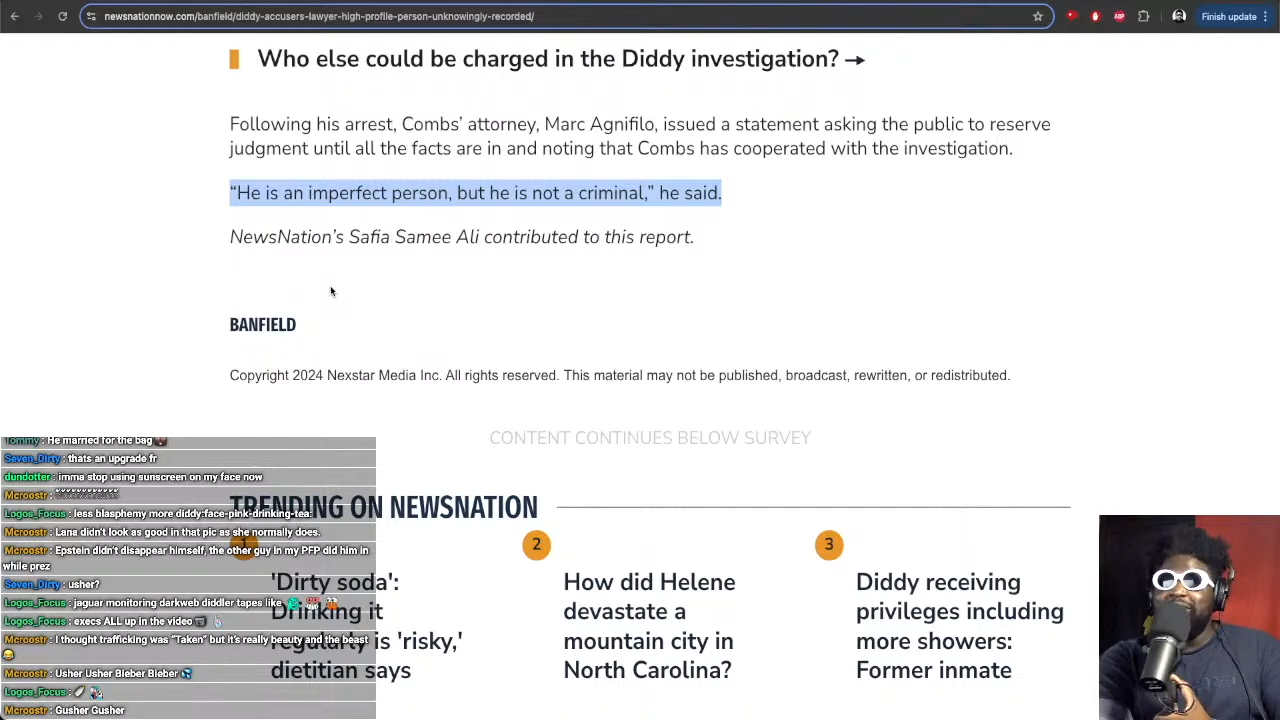 newsnationnow.com/banfield/diddy-accusers-lawyer-high-profile-person-unknowingly-recorded/
ABP
Finish update
Who else could be charged in the Diddy investigation?
Following his arrest, Combs’ attorney, Marc Agnifilo, issued a statement asking the public to reserve
judgment until all the facts are in and noting that Combs has cooperated with the investigation.
“He is an imperfect person, but he is not a criminal,” he said.
NewsNation’s Safia Samee Ali contributed to this report.
BANFIELD
Copyright 2024 Nexstar Media Inc. All rights reserved. This material may not be published, broadcast, rewritten, or redistributed.
CONTENT CONTINUES BELOW SURVEY
TRENDING ON NEWSNATION
1
'Dirty soda':
Drinking it
regularly is 'risky,'
dietitian says
2
How did Helene
devastate a
mountain city in
North Carolina?
3
Diddy receiving
privileges including
more showers:
Former inmate
Tommy : He married for the bag
Seven_Dirty : thats an upgrade fr
dundotter : imma stop using sunscreen on my face now
Mcroostr :
Logos_Focus : less blasphemy more diddy:face-pink-drinking-tea:
Mcroostr : Lana didn’t look as good in that pic as she normally does.
Mcroostr : Epstein didn’t disappear himself, the other guy in my PFP did him in
while prez
Seven_Dirty : usher?
Logos_Focus : jaguar monitoring darkweb diddler tapes like
Logos_Focus : execs ALL up in the video
Mcroostr : I thought trafficking was “Taken” but it’s really beauty and the beast
Mcroostr : Usher Usher Bieber Bieber
Logos_Focus :
Mcroostr : Gusher Gusher